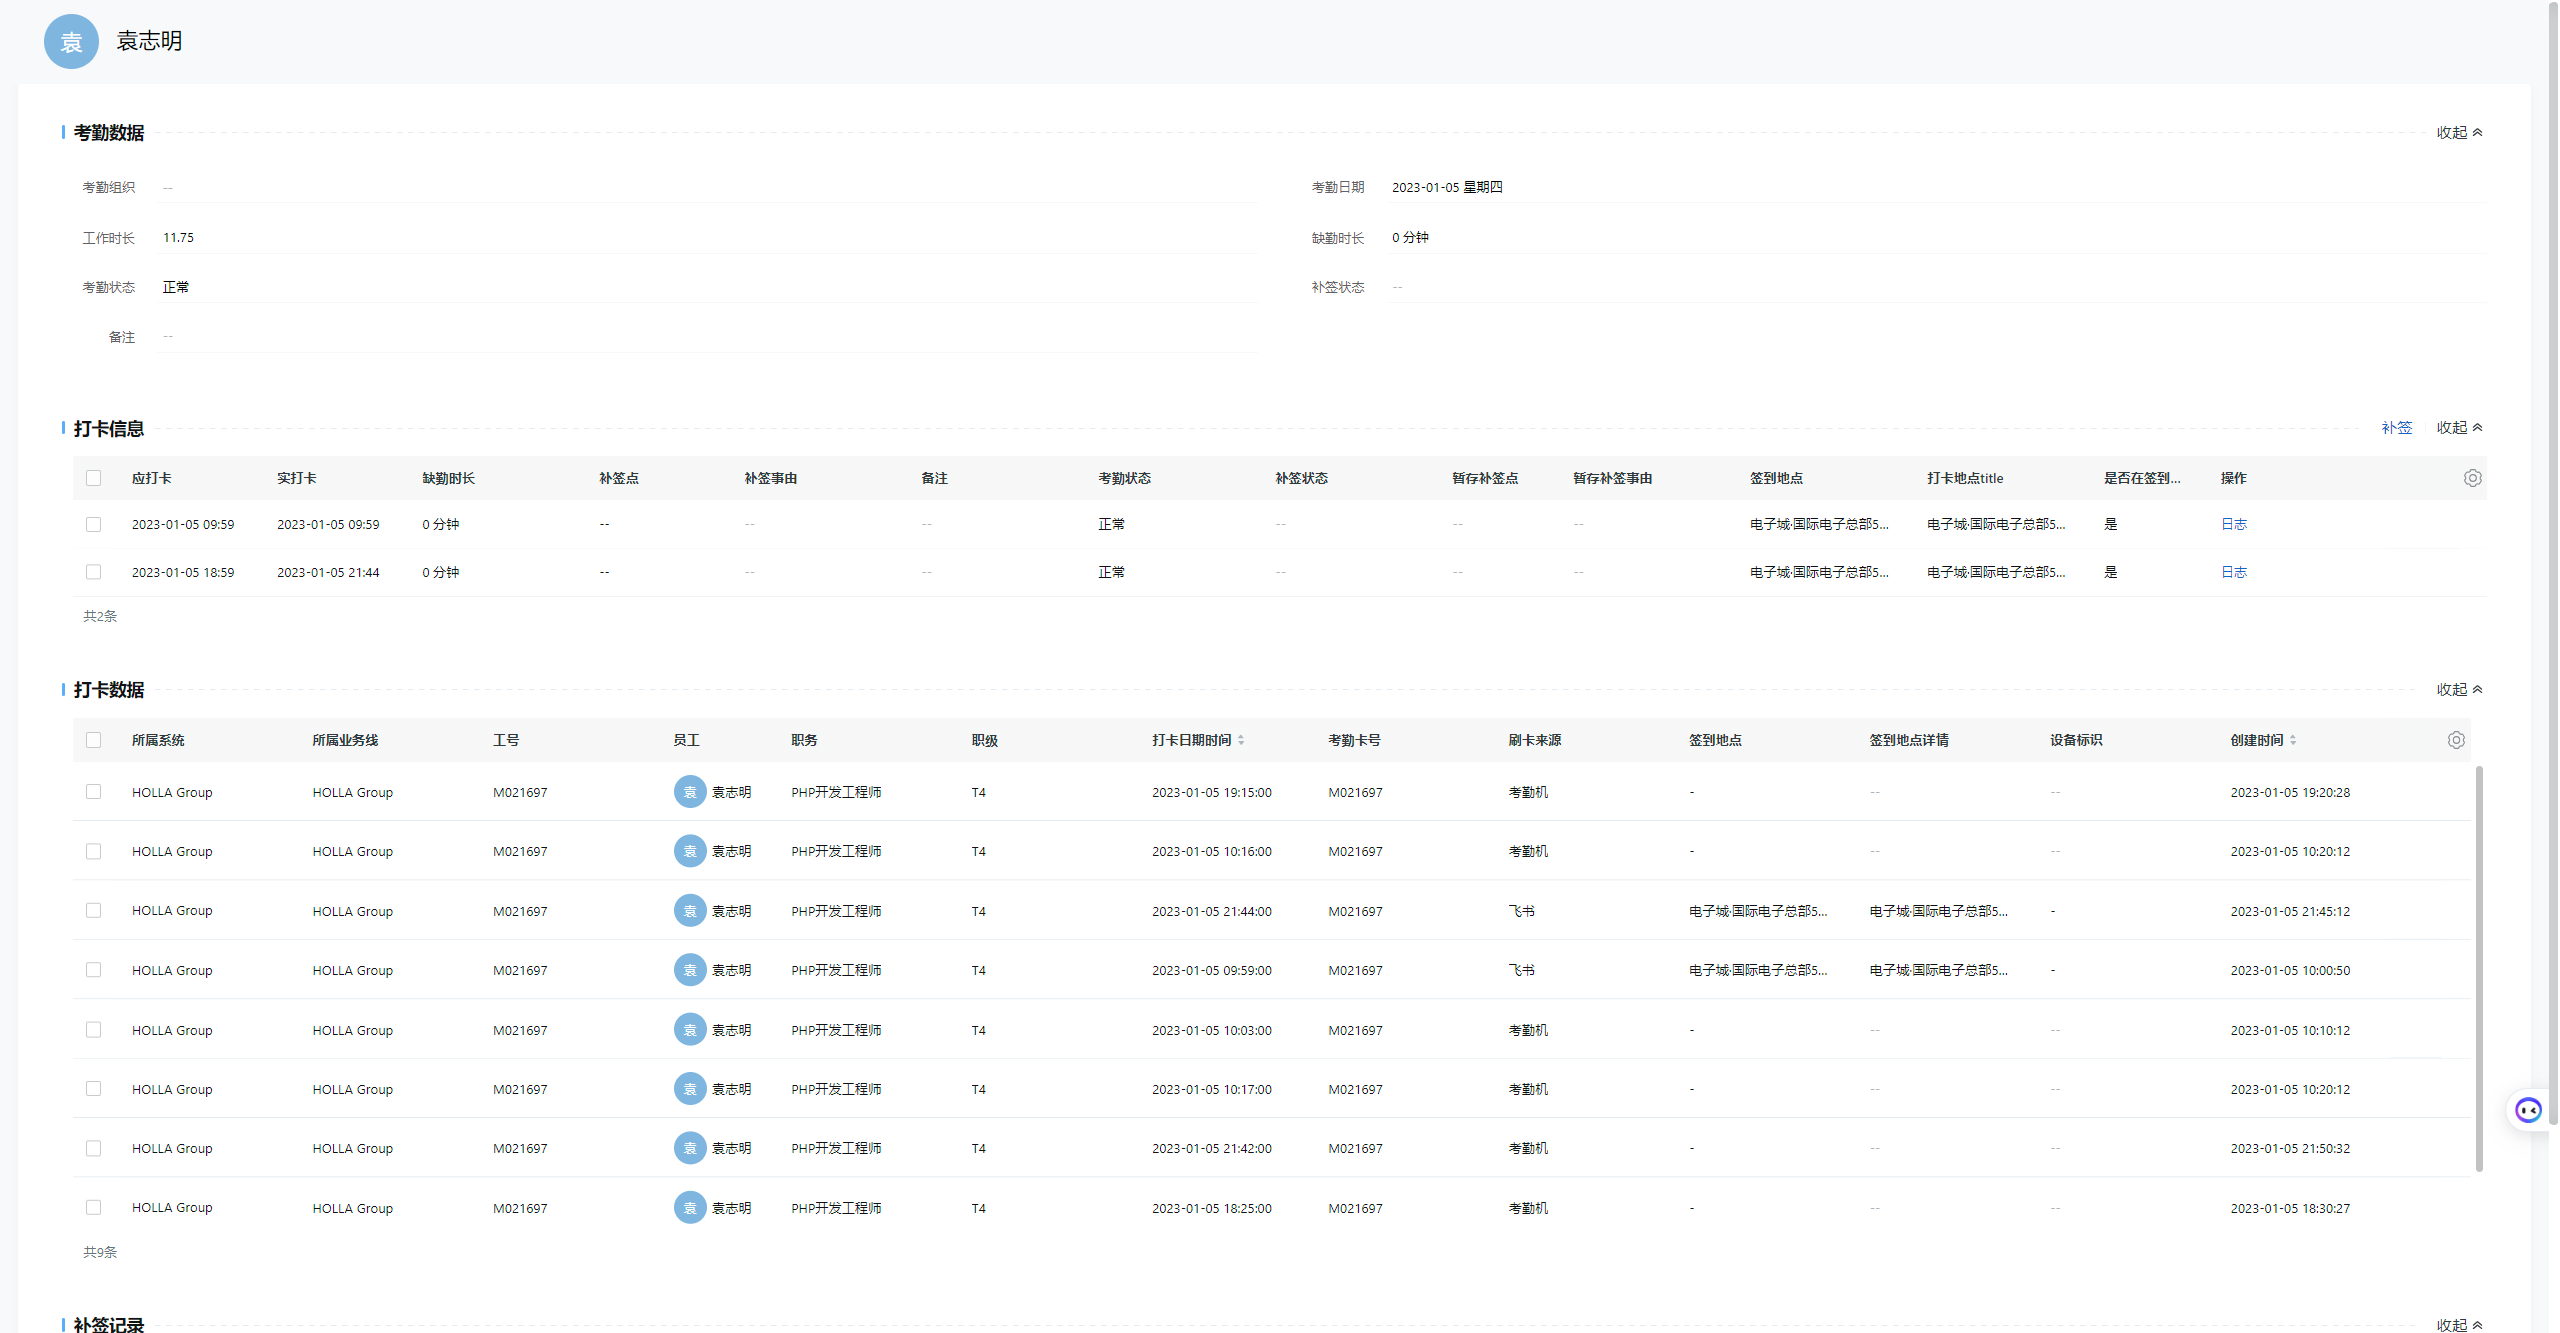 袁 袁志明
考勤数据 收起
考勤组织 -- 考勤日期 2023-01-05 星期四
工作时长 11.75 缺勤时长 0 分钟
考勤状态 正常 补签状态 --
备注 --
打卡信息 补签 收起
应打卡 实打卡 缺勤时长 补签点 补签事由 备注 考勤状态 补签状态 暂存补签点 暂存补签事由 签到地点 打卡地点title 是否在签到... 操作
2023-01-05 09:59 2023-01-05 09:59 0 分钟 -- -- -- 正常 -- -- -- 电子城·国际电子总部5... 电子城·国际电子总部5... 是 日志
2023-01-05 18:59 2023-01-05 21:44 0 分钟 -- -- -- 正常 -- -- -- 电子城·国际电子总部5... 电子城·国际电子总部5... 是 日志
共2条
打卡数据 收起
所属系统 所属业务线 工号 员工 职务 职级 打卡日期时间 考勤卡号 刷卡来源 签到地点 签到地点详情 设备标识 创建时间
HOLLA Group HOLLA Group M021697 袁 袁志明 PHP开发工程师 T4 2023-01-05 19:15:00 M021697 考勤机 - -- -- 2023-01-05 19:20:28
HOLLA Group HOLLA Group M021697 袁 袁志明 PHP开发工程师 T4 2023-01-05 10:16:00 M021697 考勤机 - -- -- 2023-01-05 10:20:12
HOLLA Group HOLLA Group M021697 袁 袁志明 PHP开发工程师 T4 2023-01-05 21:44:00 M021697 飞书 电子城·国际电子总部5... 电子城·国际电子总部5... - 2023-01-05 21:45:12
HOLLA Group HOLLA Group M021697 袁 袁志明 PHP开发工程师 T4 2023-01-05 09:59:00 M021697 飞书 电子城·国际电子总部5... 电子城·国际电子总部5... - 2023-01-05 10:00:50
HOLLA Group HOLLA Group M021697 袁 袁志明 PHP开发工程师 T4 2023-01-05 10:03:00 M021697 考勤机 - -- -- 2023-01-05 10:10:12
HOLLA Group HOLLA Group M021697 袁 袁志明 PHP开发工程师 T4 2023-01-05 10:17:00 M021697 考勤机 - -- -- 2023-01-05 10:20:12
HOLLA Group HOLLA Group M021697 袁 袁志明 PHP开发工程师 T4 2023-01-05 21:42:00 M021697 考勤机 - -- -- 2023-01-05 21:50:32
HOLLA Group HOLLA Group M021697 袁 袁志明 PHP开发工程师 T4 2023-01-05 18:25:00 M021697 考勤机 - -- -- 2023-01-05 18:30:27
共9条
补签记录 收起